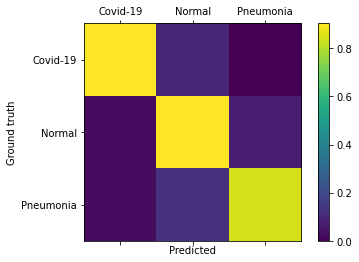 Covid-19 Normal Pneumonia
Covid-19
Normal
Pneumonia
Ground truth
Predicted
0.8
0.6
0.4
0.2
0.0